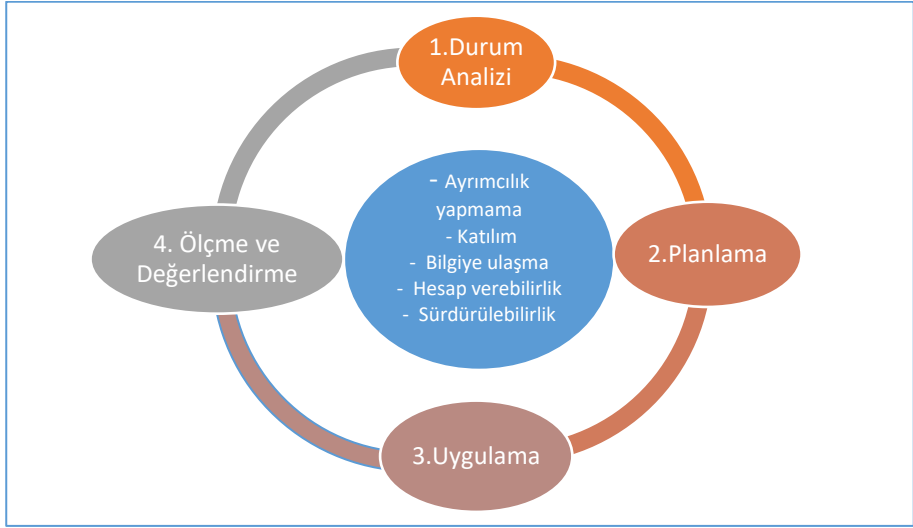 1.Durum
Analizi
- Ayrımcılık
yapmama
- Katılım
- Bilgiye ulaşma
- Hesap verebilirlik
- Sürdürülebilirlik
2.Planlama
3.Uygulama
4. Ölçme ve
Değerlendirme